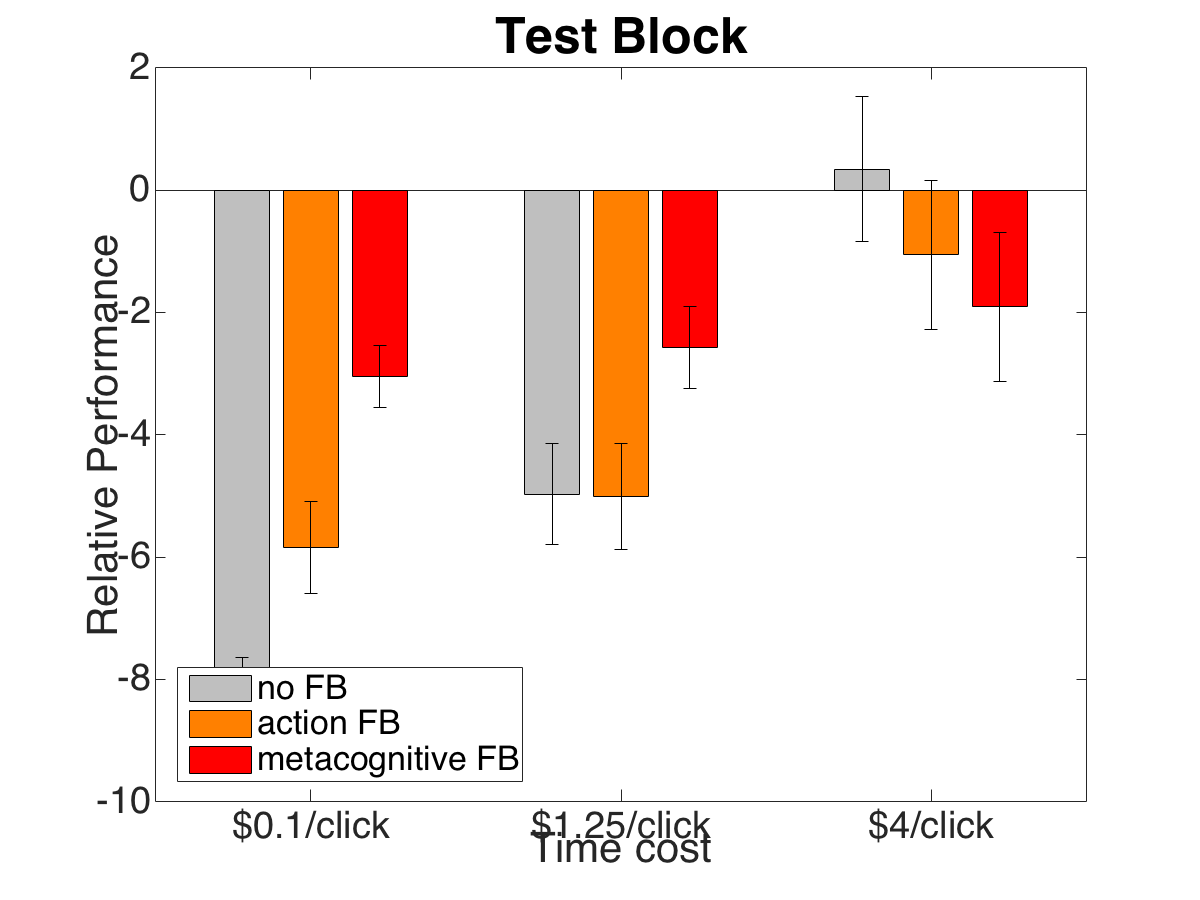 Test Block
2
0
-2
-4
-6
-8
-10
Relative Performance
no FB
action FB
metacognitive FB
$0.1/click
$1.25/click
$4/click
Time cost